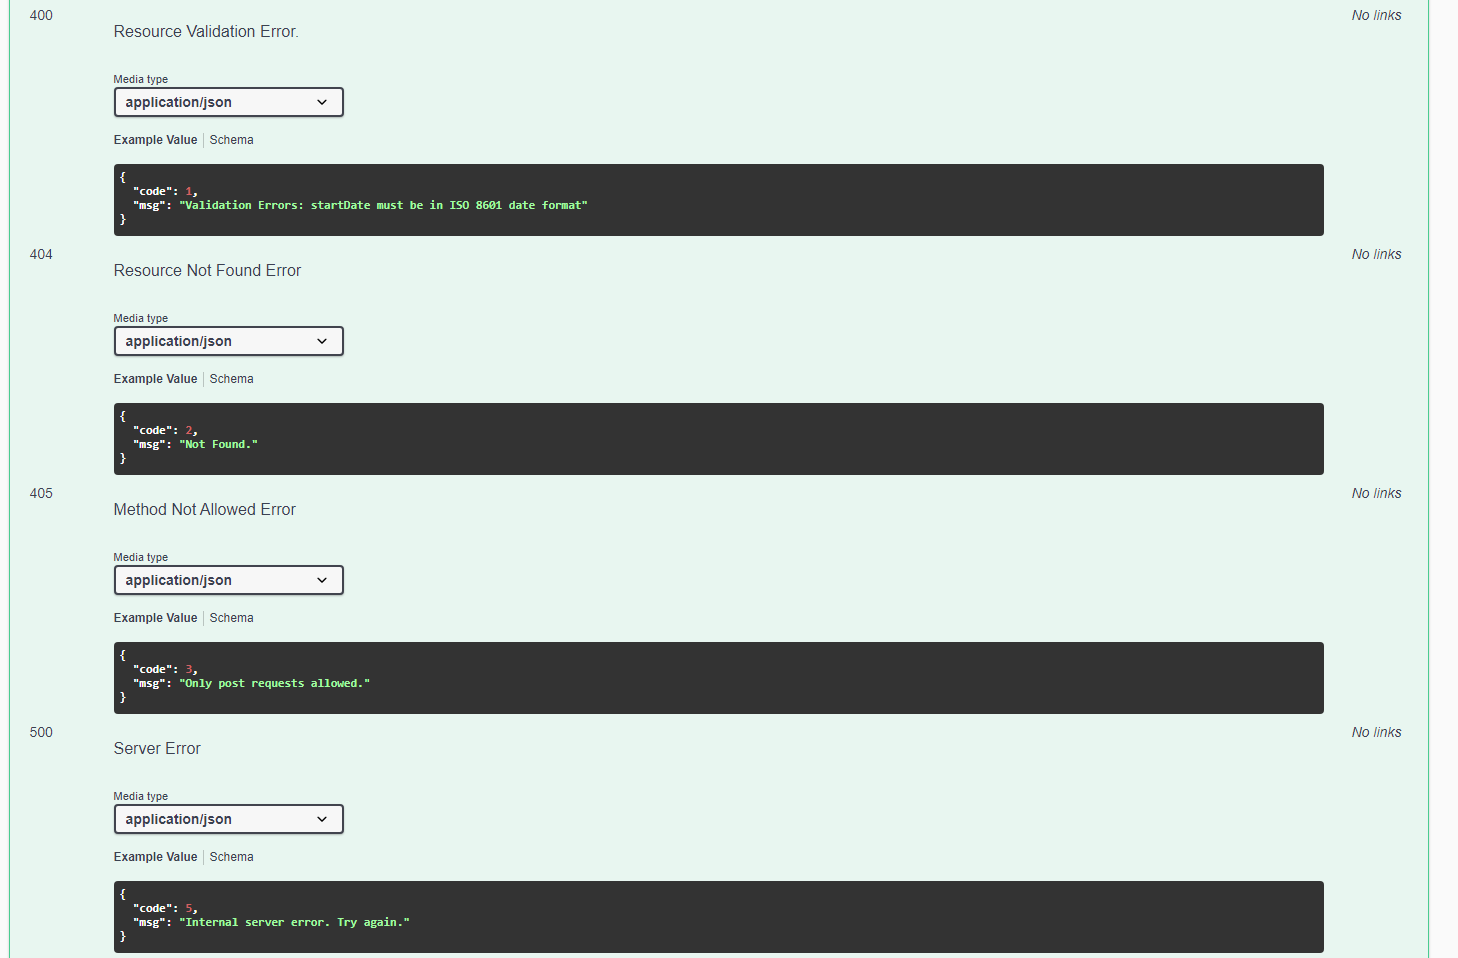 400
No links
Resource Validation Error.
Media type
application/json
Example Value
Schema
{
"code": 1,
"msg": "Validation Errors: startDate must be in ISO 8601 date format"
}
404
No links
Resource Not Found Error
Media type
application/json
Example Value
Schema
{
"code": 2,
"msg": "Not Found."
}
405
No links
Method Not Allowed Error
Media type
application/json
Example Value
Schema
{
"code": 3,
"msg": "Only post requests allowed."
}
500
No links
Server Error
Media type
application/json
Example Value
Schema
{
"code": 5,
"msg": "Internal server error. Try again."
}